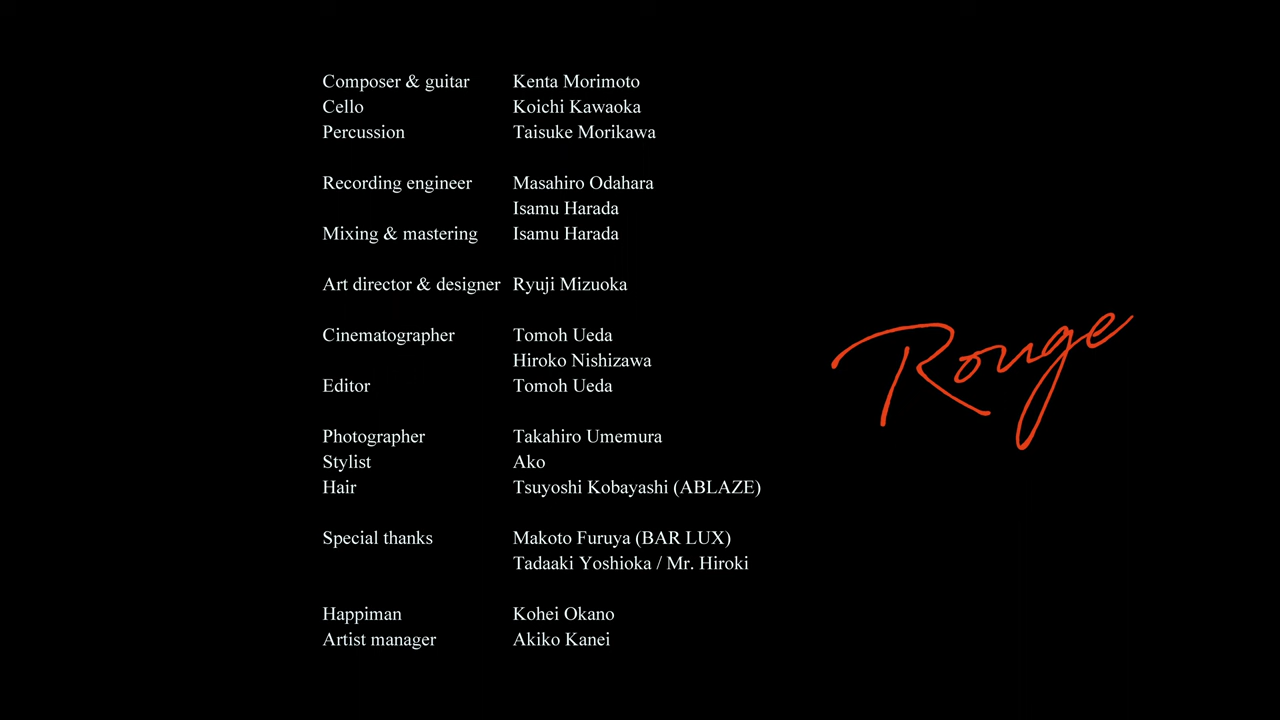 Composer & guitar Kenta Morimoto
Cello Koichi Kawaoka
Percussion Taisuke Morikawa
Recording engineer Masahiro Odahara
Isamu Harada
Mixing & mastering Isamu Harada
Art director & designer Ryuji Mizuoka
Cinematographer Tomoh Ueda
Hiroko Nishizawa
Editor Tomoh Ueda
Photographer Takahiro Umemura
Stylist Ako
Hair Tsuyoshi Kobayashi (ABLAZE)
Special thanks Makoto Furuya (BAR LUX)
Tadaaki Yoshioka / Mr. Hiroki
Happiman Kohei Okano
Artist manager Akiko Kanei
Rouge